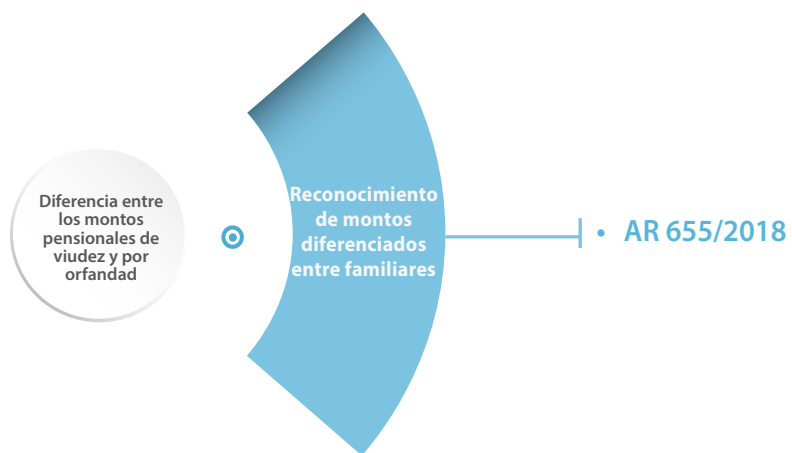 Diferencia entre
los montos
pensionales de
viudez y por
orfandad
Reconocimiento
de montos
diferenciados
entre familiares
• AR 655/2018